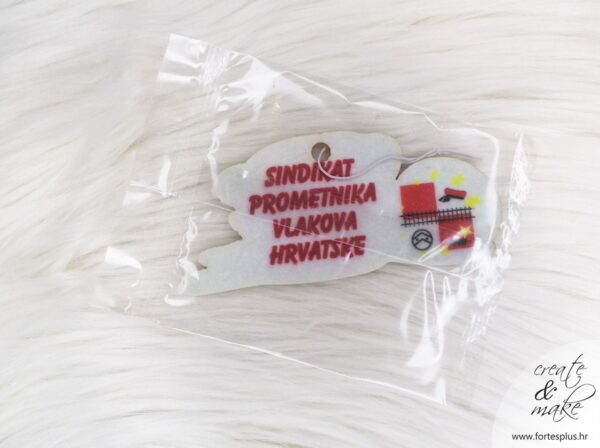 SINDIKAT
PROMETNIKA
VLAKOVA
HRVATSKE
create
&
make
www.fortesplus.hr